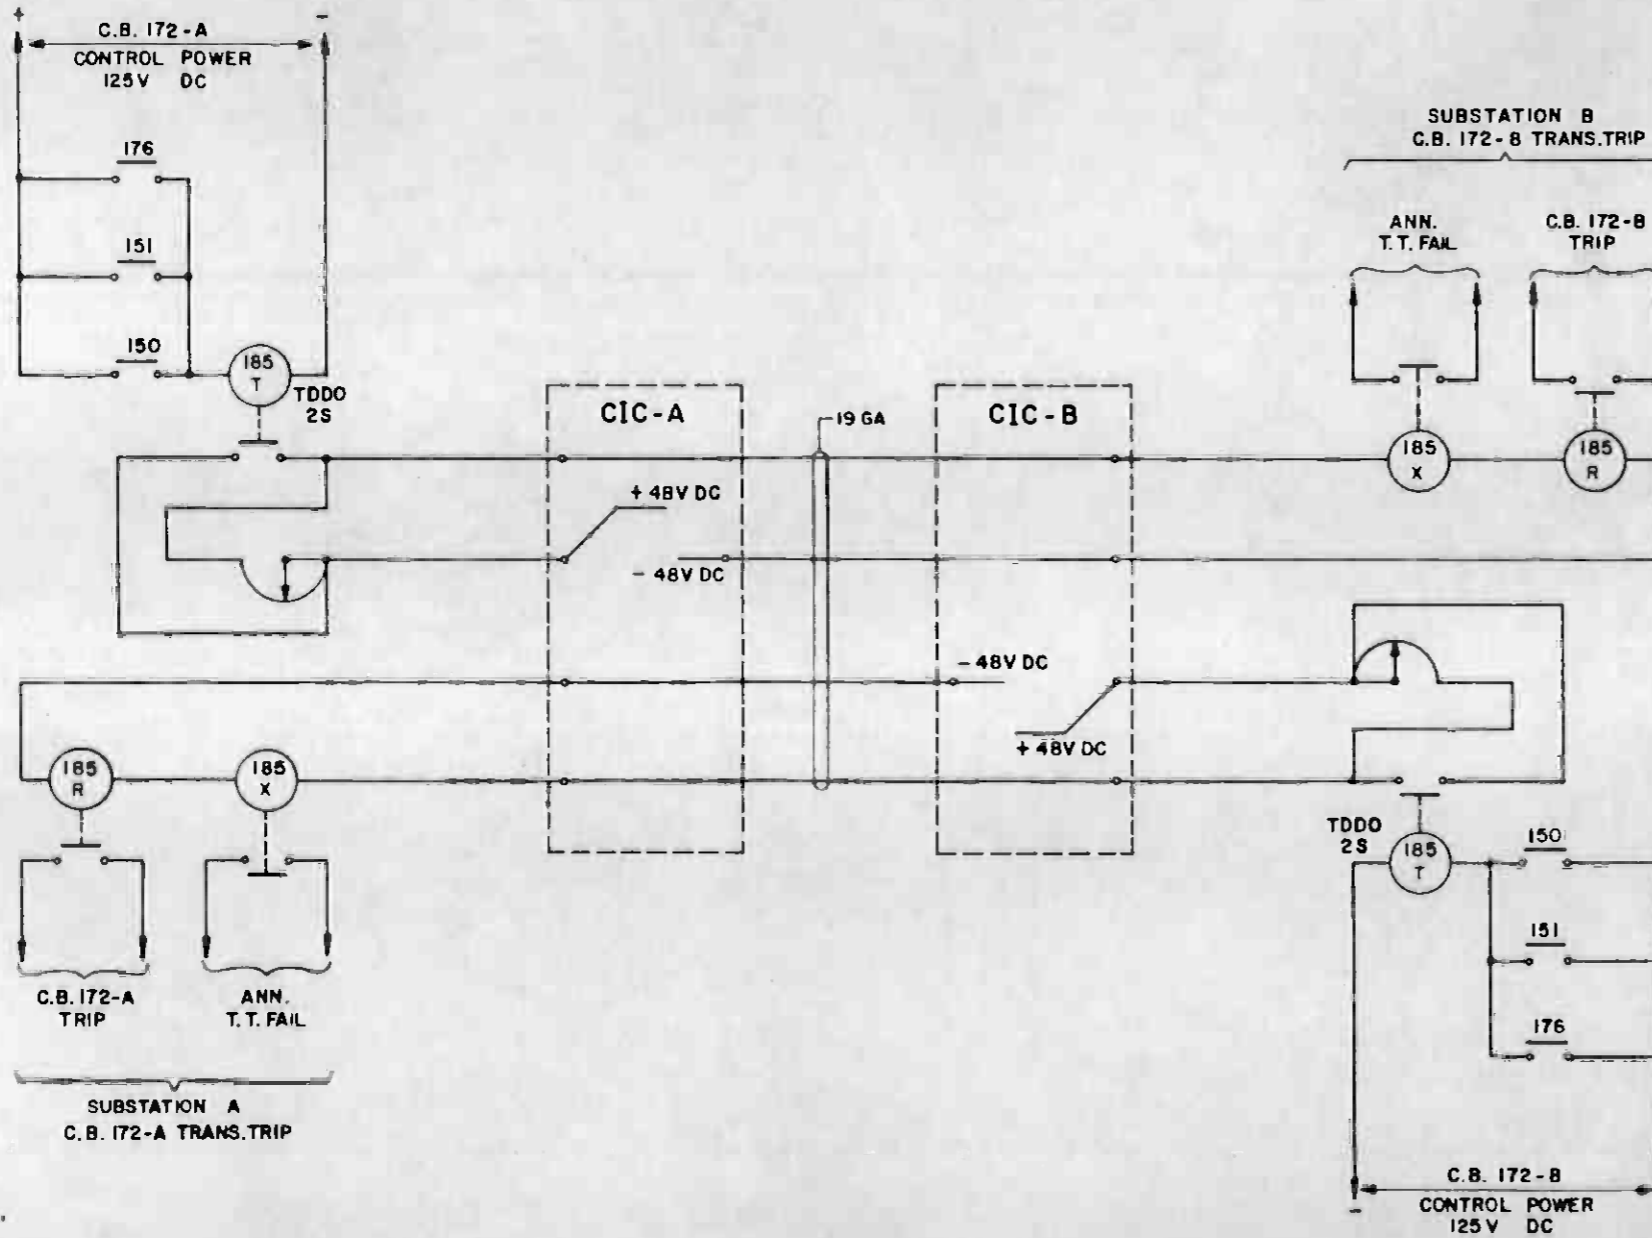 + -
C.B. 172-A
CONTROL POWER
125V DC
176
151
150
185
T
TDDO
2S
SUBSTATION B
C.B. 172-B TRANS.TRIP
ANN.
T.T. FAIL
C.B. 172-B
TRIP
185
X
185
R
CIC-A
19 GA
CIC-B
+ 48V DC
- 48V DC
- 48V DC
+ 48V DC
185
R
185
X
C.B. 172-A
TRIP
ANN.
T.T. FAIL
SUBSTATION A
C.B. 172-A TRANS.TRIP
TDDO
2S
185
T
150
151
176
C.B. 172-B
-
CONTROL POWER
125V DC